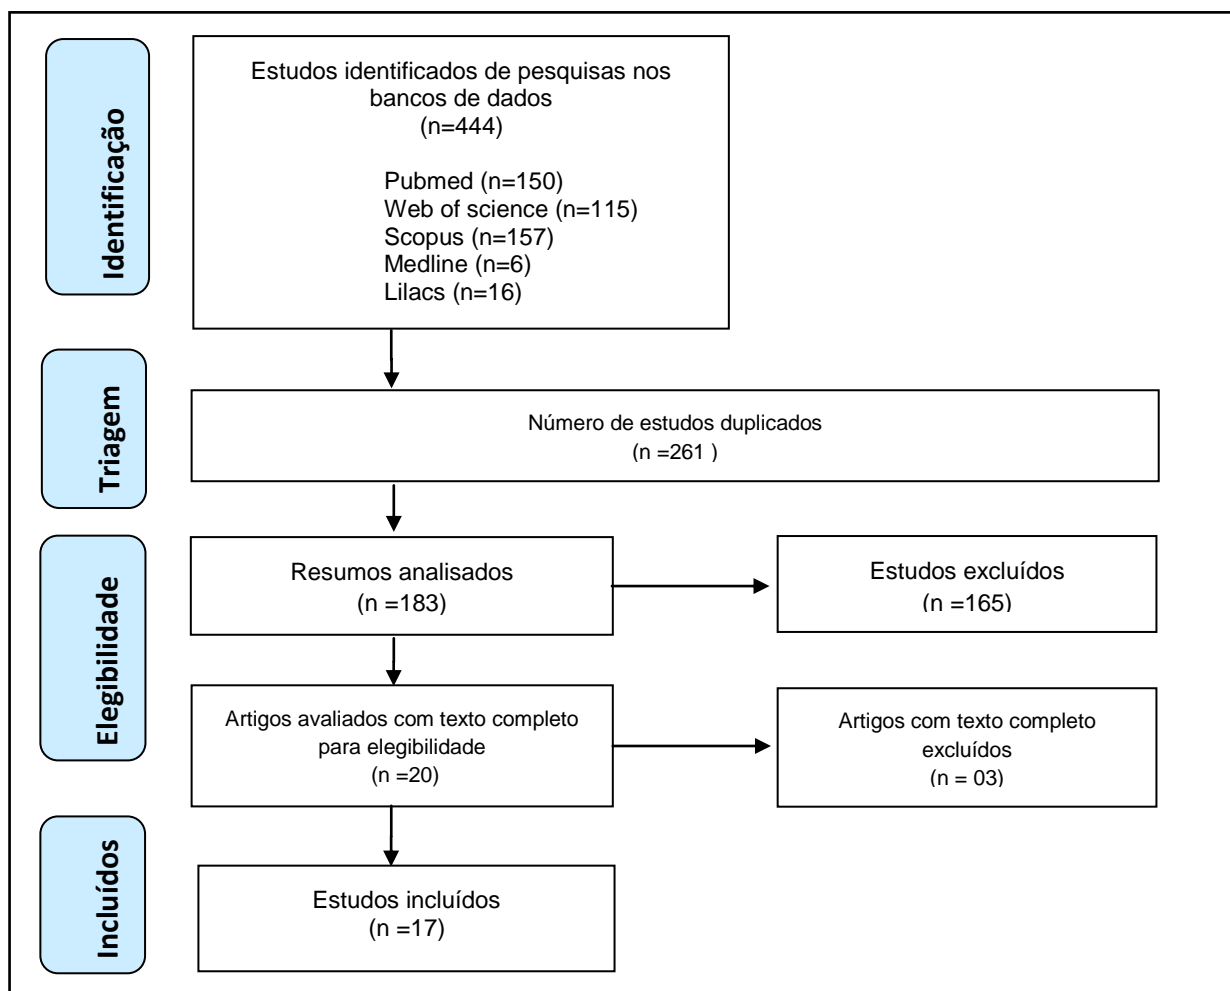 Identificação
Estudos identificados de pesquisas nos
bancos de dados
(n=444)
Pubmed (n=150)
Web of science (n=115)
Scopus (n=157)
Medline (n=6)
Lilacs (n=16)
Triagem
Número de estudos duplicados
(n =261 )
Elegibilidade
Resumos analisados
(n =183)
Estudos excluídos
(n =165)
Artigos avaliados com texto completo
para elegibilidade
(n =20)
Artigos com texto completo
excluídos
(n = 03)
Incluídos
Estudos incluídos
(n =17)